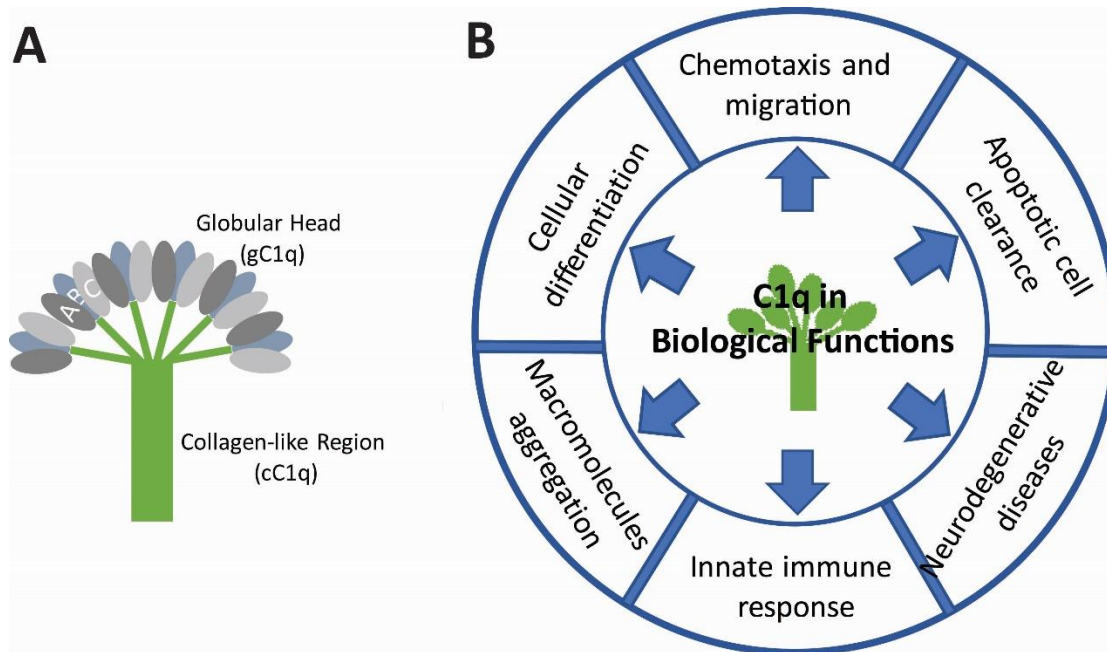 A
Globular Head
(gC1q)
A B C
Collagen-like Region
(cC1q)
B
Chemotaxis and
migration
Apoptotic cell
clearance
Neurodegenerative
diseases
Innate immune
response
Macromolecules
aggregation
Cellular
differentiation
C1q in
Biological Functions